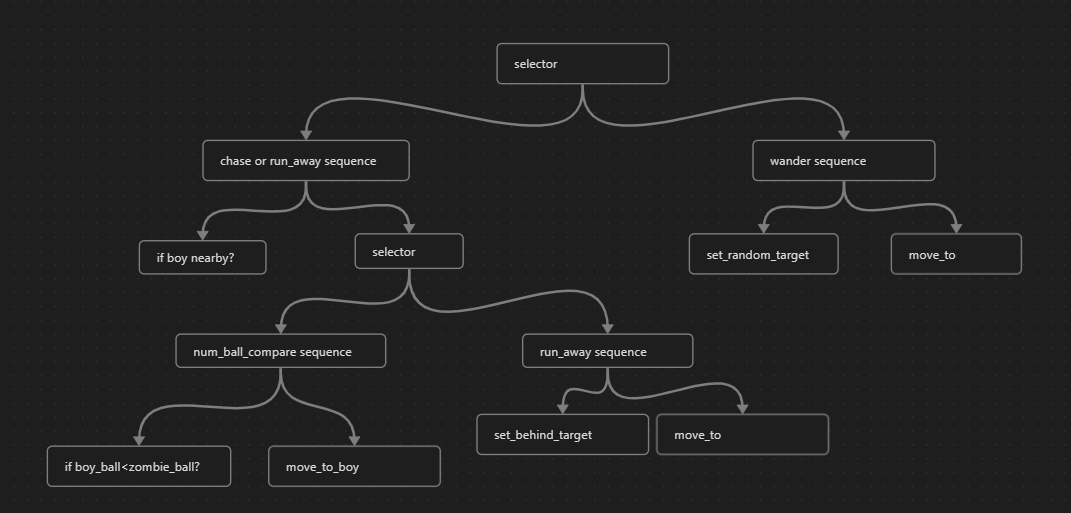 selector
chase or run_away sequence
wander sequence
if boy nearby?
selector
set_random_target
move_to
num_ball_compare sequence
run_away sequence
set_behind_target
move_to
if boy_ball<zombie_ball?
move_to_boy